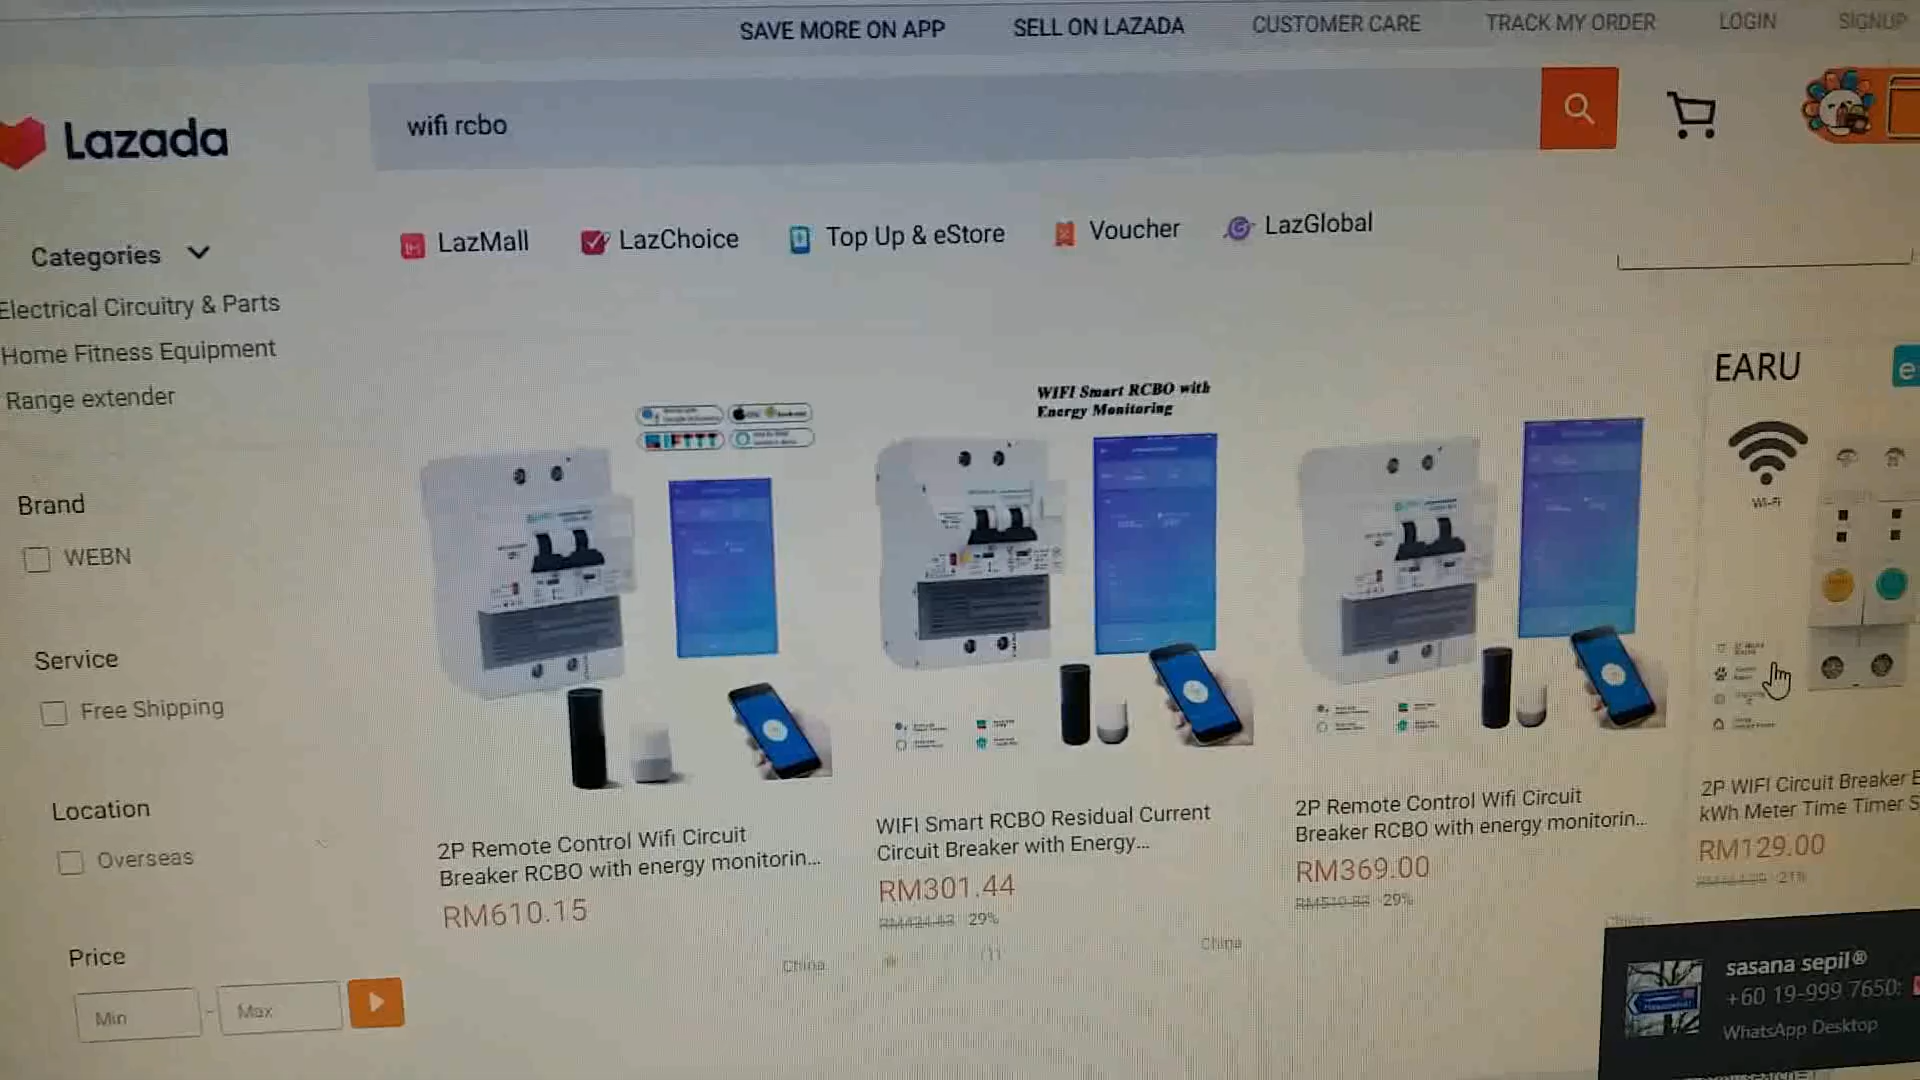 SAVE MORE ON APP SELL ON LAZADA CUSTOMER CARE TRACK MY ORDER LOGIN SIGNUP
Lazada
wifi rcbo
LazMall LazChoice Top Up & eStore Voucher LazGlobal
Categories
Electrical Circuitry & Parts
Home Fitness Equipment
Range extender
Brand
WEBN
Service
Free Shipping
Location
Overseas
Price
Min - Max
IFTTT
2P Remote Control Wifi Circuit
Breaker RCBO with energy monitorin...
RM610.15
China
WIFI Smart RCBO with
Energy Monitoring
WIFI Smart RCBO Residual Current
Circuit Breaker with Energy...
RM301.44
-29%
China
2P Remote Control Wifi Circuit
Breaker RCBO with energy monitorin...
RM369.00
-29%
EARU
e
Wi-Fi
2P WIFI Circuit Breaker E
kWh Meter Time Timer S
RM129.00
-21%
sasana sepil®
+60 19-999 7650:
WhatsApp Desktop